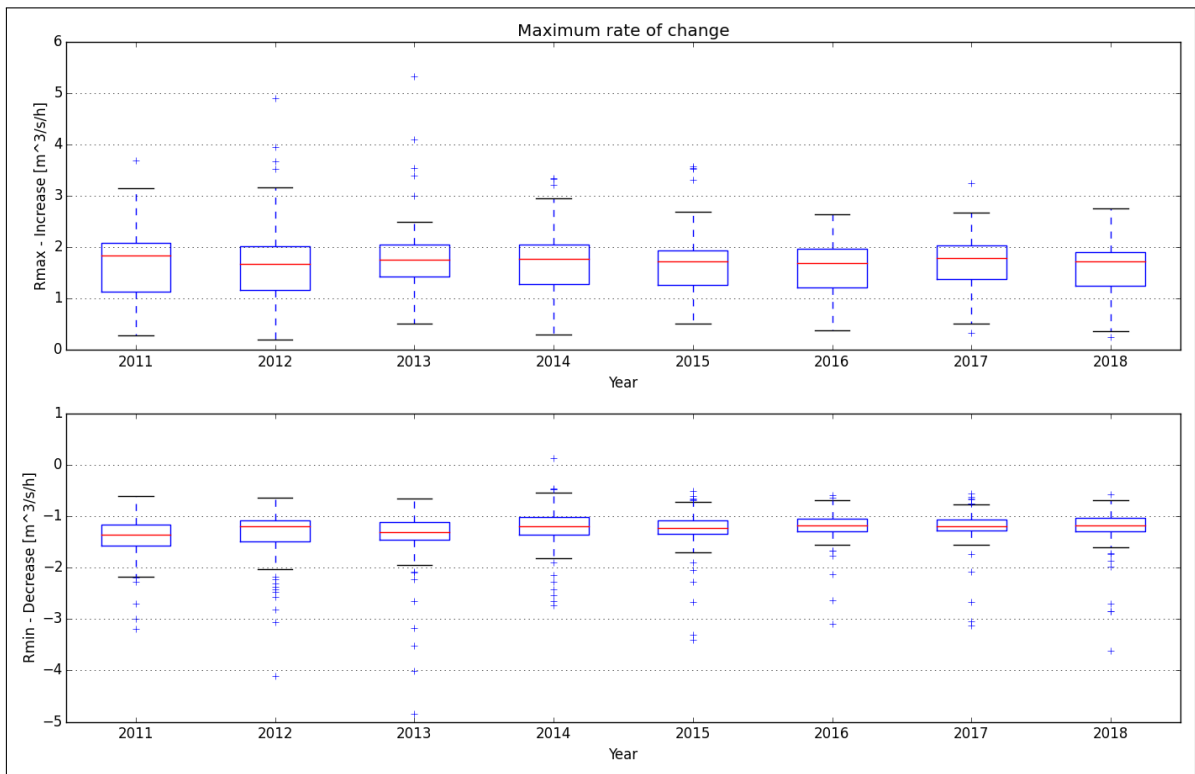 Maximum rate of change
Rmax - Increase [m^3/s/h]
6
5
4
3
2
1
0
2011 2012 2013 2014 2015 2016 2017 2018
Year
Rmin - Decrease [m^3/s/h]
1
0
−1
−2
−3
−4
−5
2011 2012 2013 2014 2015 2016 2017 2018
Year